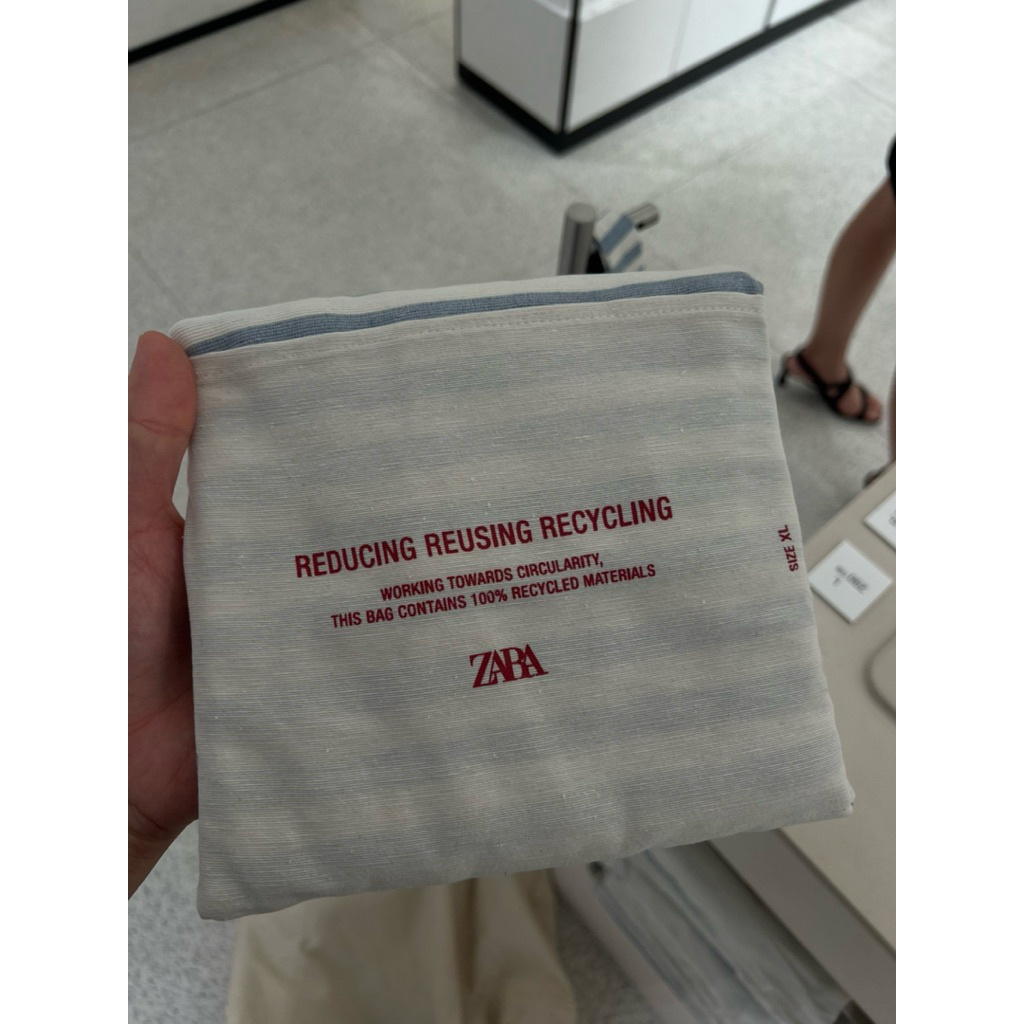 REDUCING REUSING RECYCLING
WORKING TOWARDS CIRCULARITY,
THIS BAG CONTAINS 100% RECYCLED MATERIALS
ZARA
SIZE XL